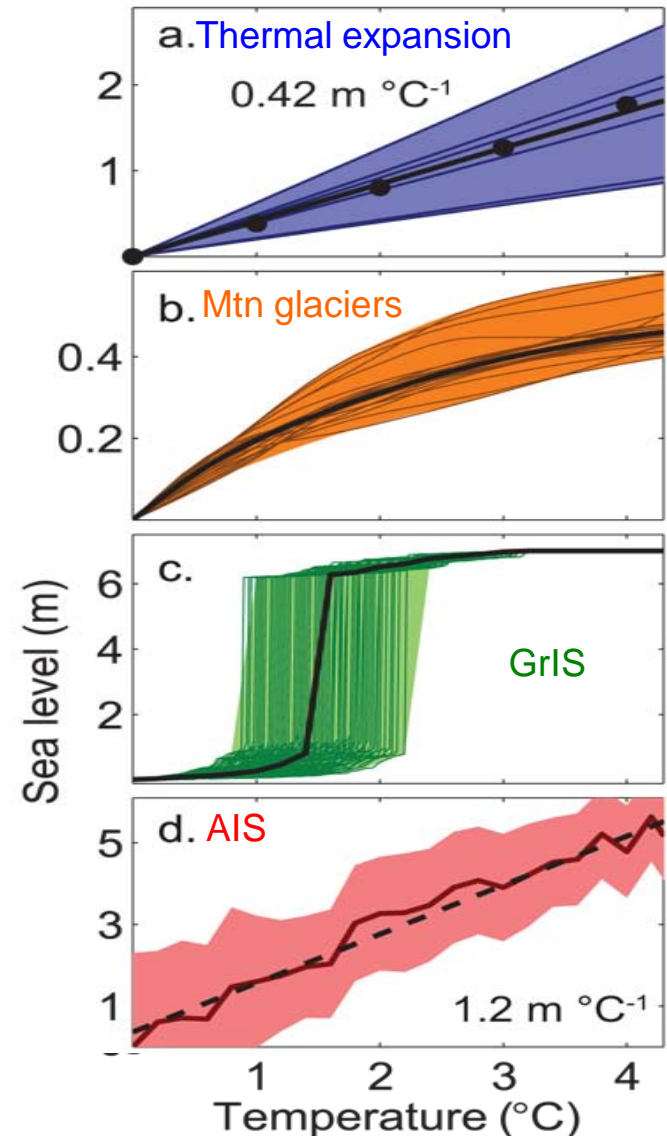 a. Thermal expansion
0.42 m °C⁻¹
2
1
b. Mtn glaciers
0.4
0.2
c.
6
4
2
GrIS
Sea level (m)
d. AIS
5
3
1
1.2 m °C⁻¹
1 2 3 4
Temperature (°C)